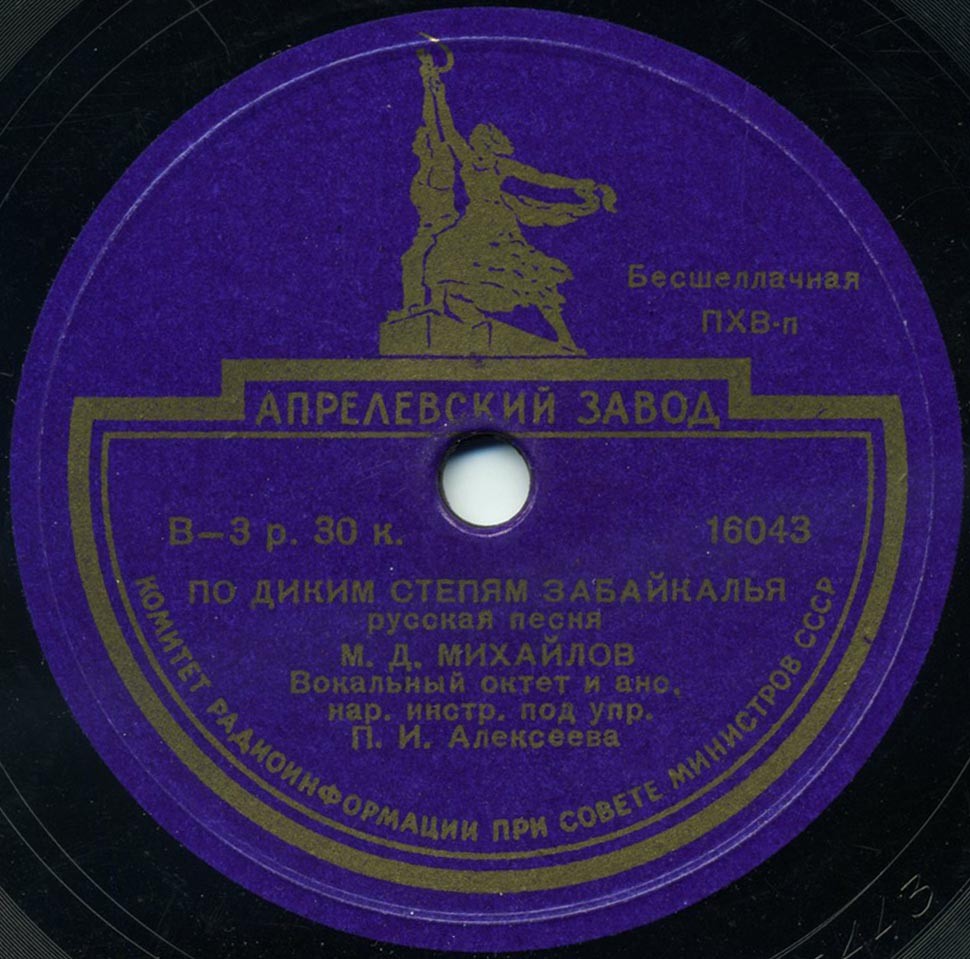 Бесшеллачная
ПХВ-п
АПРЕЛЕВСКИЙ ЗАВОД
В—3 р. 30 к.
16043
ПО ДИКИМ СТЕПЯМ ЗАБАЙКАЛЬЯ
русская песня
М. Д. МИХАЙЛОВ
Вокальный октет и анс.
нар. инстр. под упр.
П. И. Алексеева
КОМИТЕТ РАДИОИНФОРМАЦИИ ПРИ СОВЕТЕ МИНИСТРОВ СССР